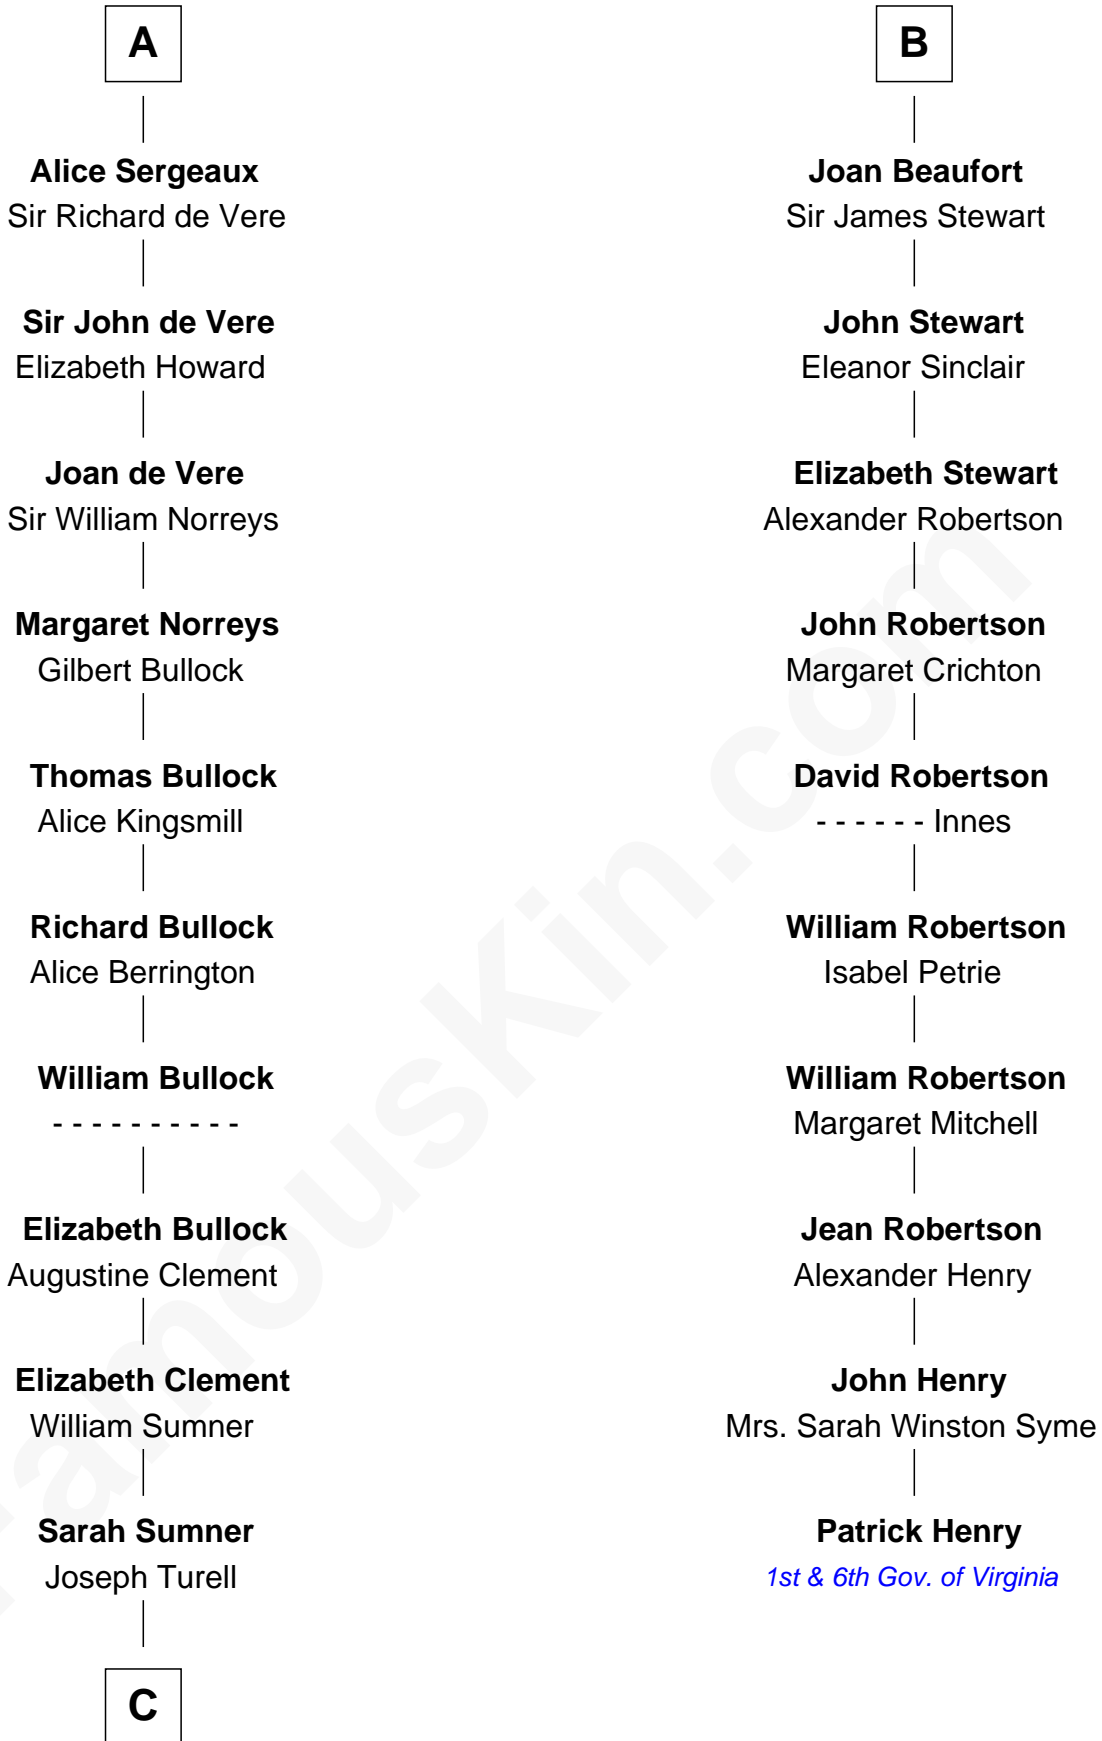 A
Alice Sergeaux
Sir Richard de Vere
Sir John de Vere
Elizabeth Howard
Joan de Vere
Sir William Norreys
Margaret Norreys
Gilbert Bullock
Thomas Bullock
Alice Kingsmill
Richard Bullock
Alice Berrington
William Bullock
- - - - - - - - - -
Elizabeth Bullock
Augustine Clement
Elizabeth Clement
William Sumner
Sarah Sumner
Joseph Turell
C
B
Joan Beaufort
Sir James Stewart
John Stewart
Eleanor Sinclair
Elizabeth Stewart
Alexander Robertson
John Robertson
Margaret Crichton
David Robertson
- - - - - - Innes
William Robertson
Isabel Petrie
William Robertson
Margaret Mitchell
Jean Robertson
Alexander Henry
John Henry
Mrs. Sarah Winston Syme
Patrick Henry
1st & 6th Gov. of Virginia
FamousKin.com